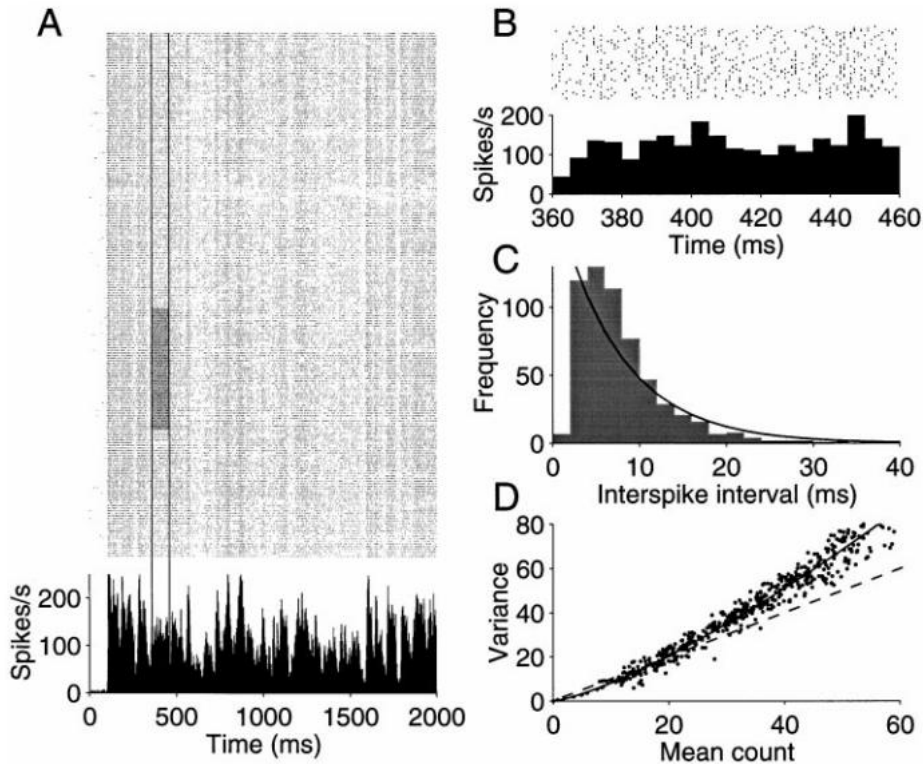 A
Spikes/s
200
100
0
0 500 1000 1500 2000
Time (ms)
B
Spikes/s
200
100
0
360 380 400 420 440 460
Time (ms)
C
Frequency
100
50
0
0 10 20 30 40
Interspike interval (ms)
D
Variance
80
60
40
20
0
0 20 40 60
Mean count